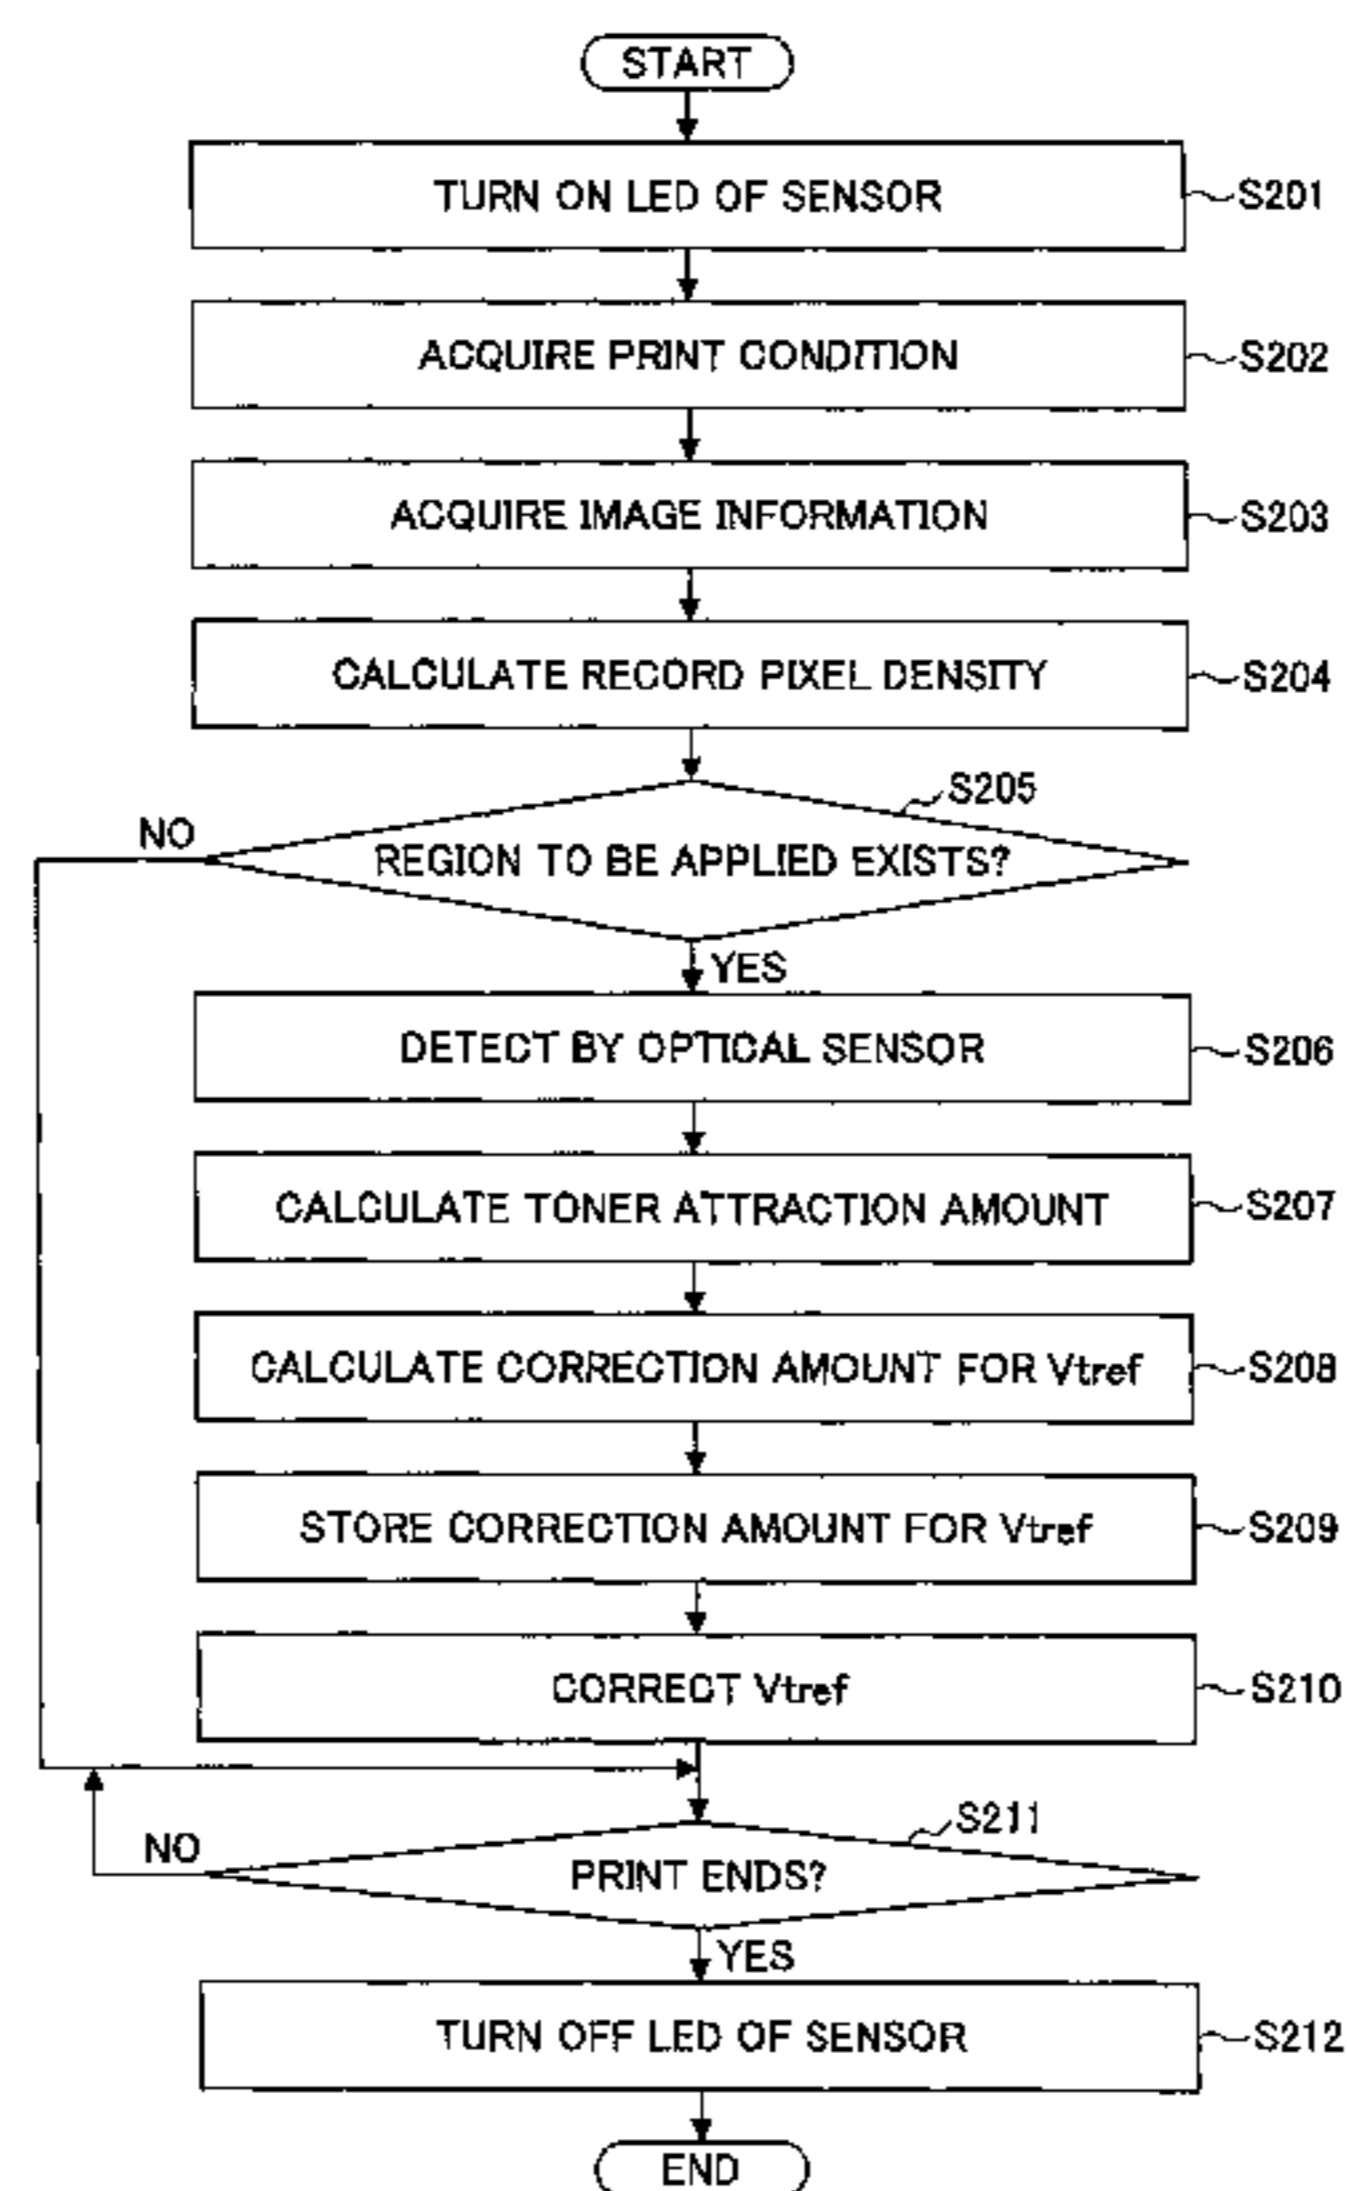 START
TURN ON LED OF SENSOR
S201
ACQUIRE PRINT CONDITION
S202
ACQUIRE IMAGE INFORMATION
S203
CALCULATE RECORD PIXEL DENSITY
S204
S205
NO
REGION TO BE APPLIED EXISTS?
YES
DETECT BY OPTICAL SENSOR
S206
CALCULATE TONER ATTRACTION AMOUNT
S207
CALCULATE CORRECTION AMOUNT FOR Vtref
S208
STORE CORRECTION AMOUNT FOR Vtref
S209
CORRECT Vtref
S210
S211
NO
PRINT ENDS?
YES
TURN OFF LED OF SENSOR
S212
END